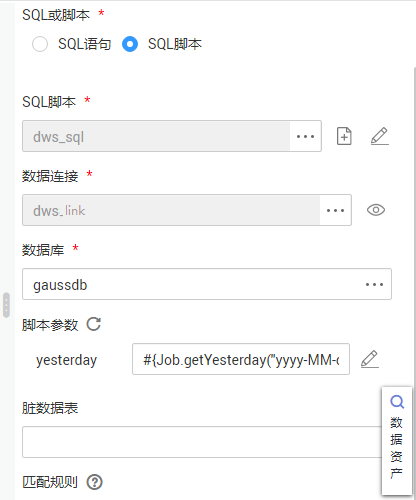 SQL或脚本 *
SQL语句 SQL脚本
SQL脚本 *
dws_sql
数据连接 *
dws_link
数据库 *
gaussdb
脚本参数
yesterday #{Job.getYesterday("yyyy-MM-d
脏数据表
数据资产
匹配规则